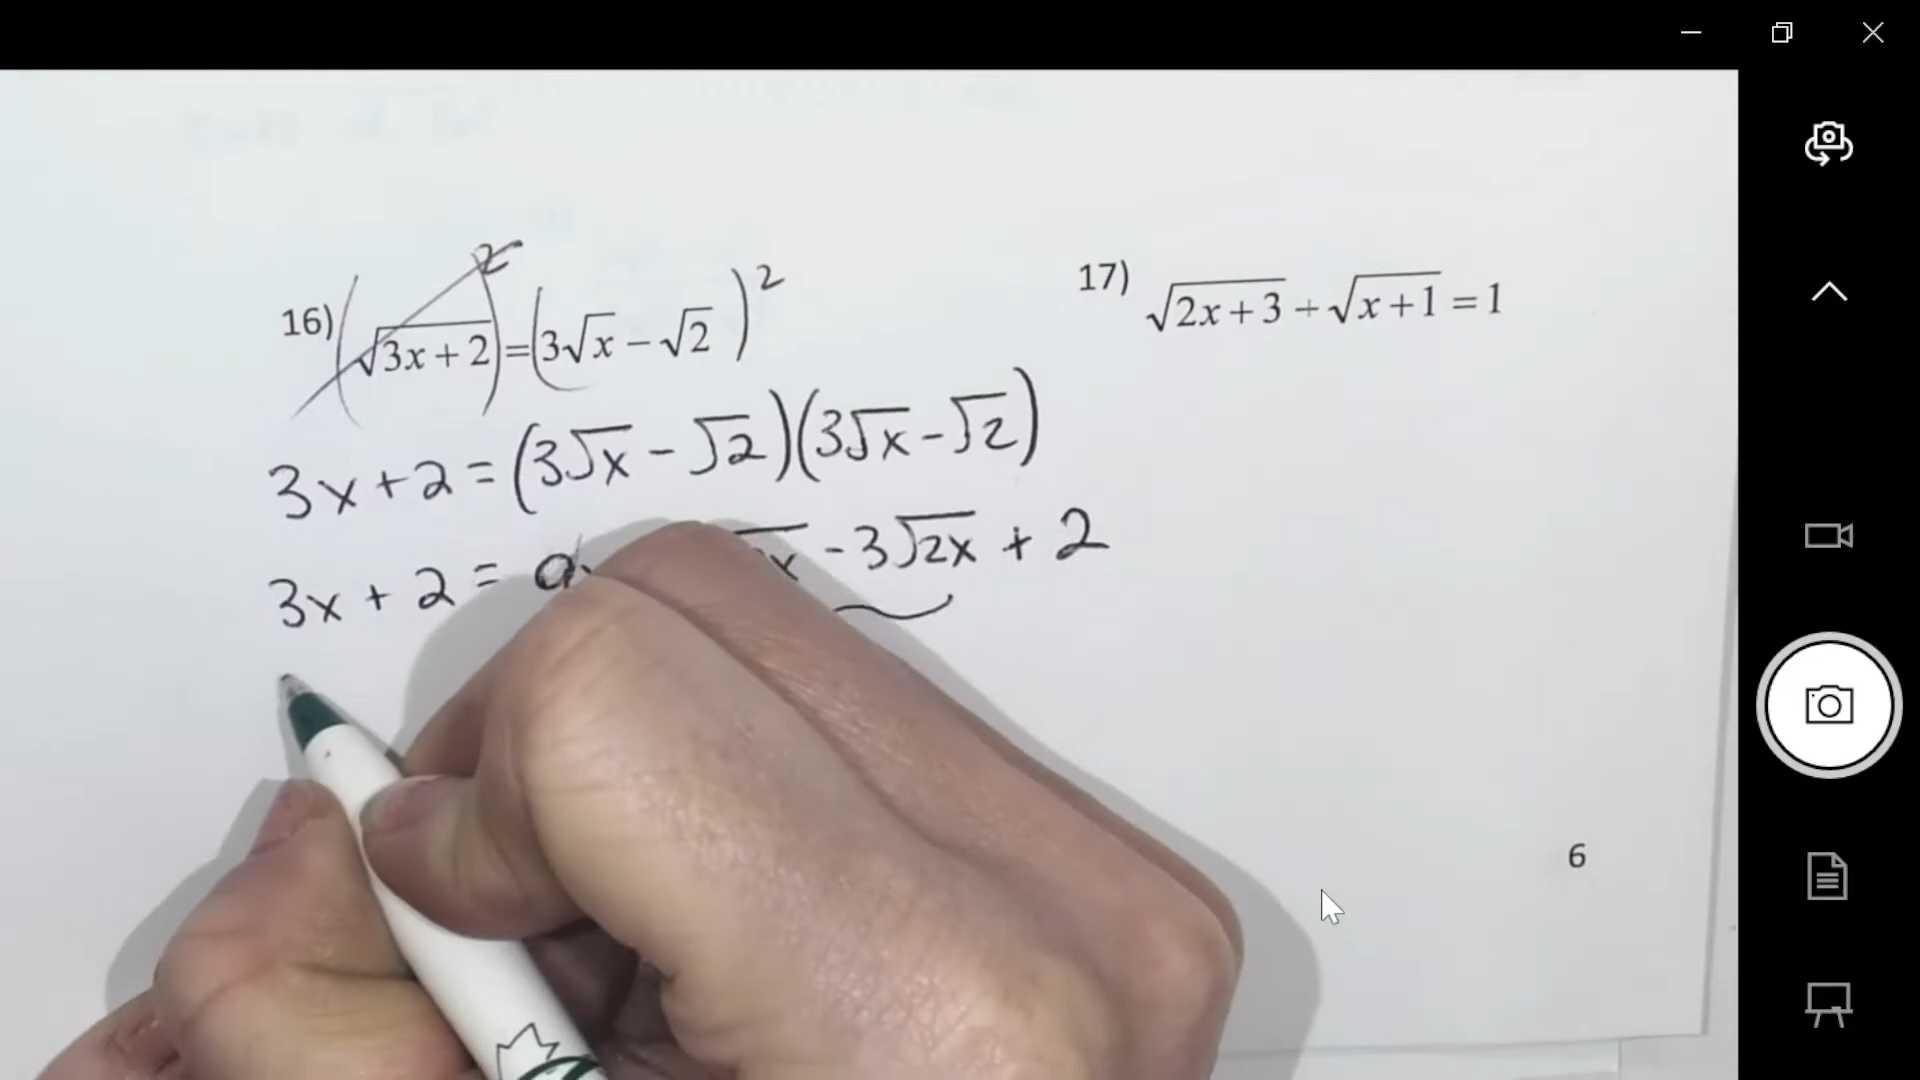 16) (√3x + 2)² = (3√x − √2)²
3x + 2 = (3√x − √2)(3√x − √2)
3x + 2 = 9x − 3√2x + 2
17) √2x + 3 + √x + 1 = 1
6